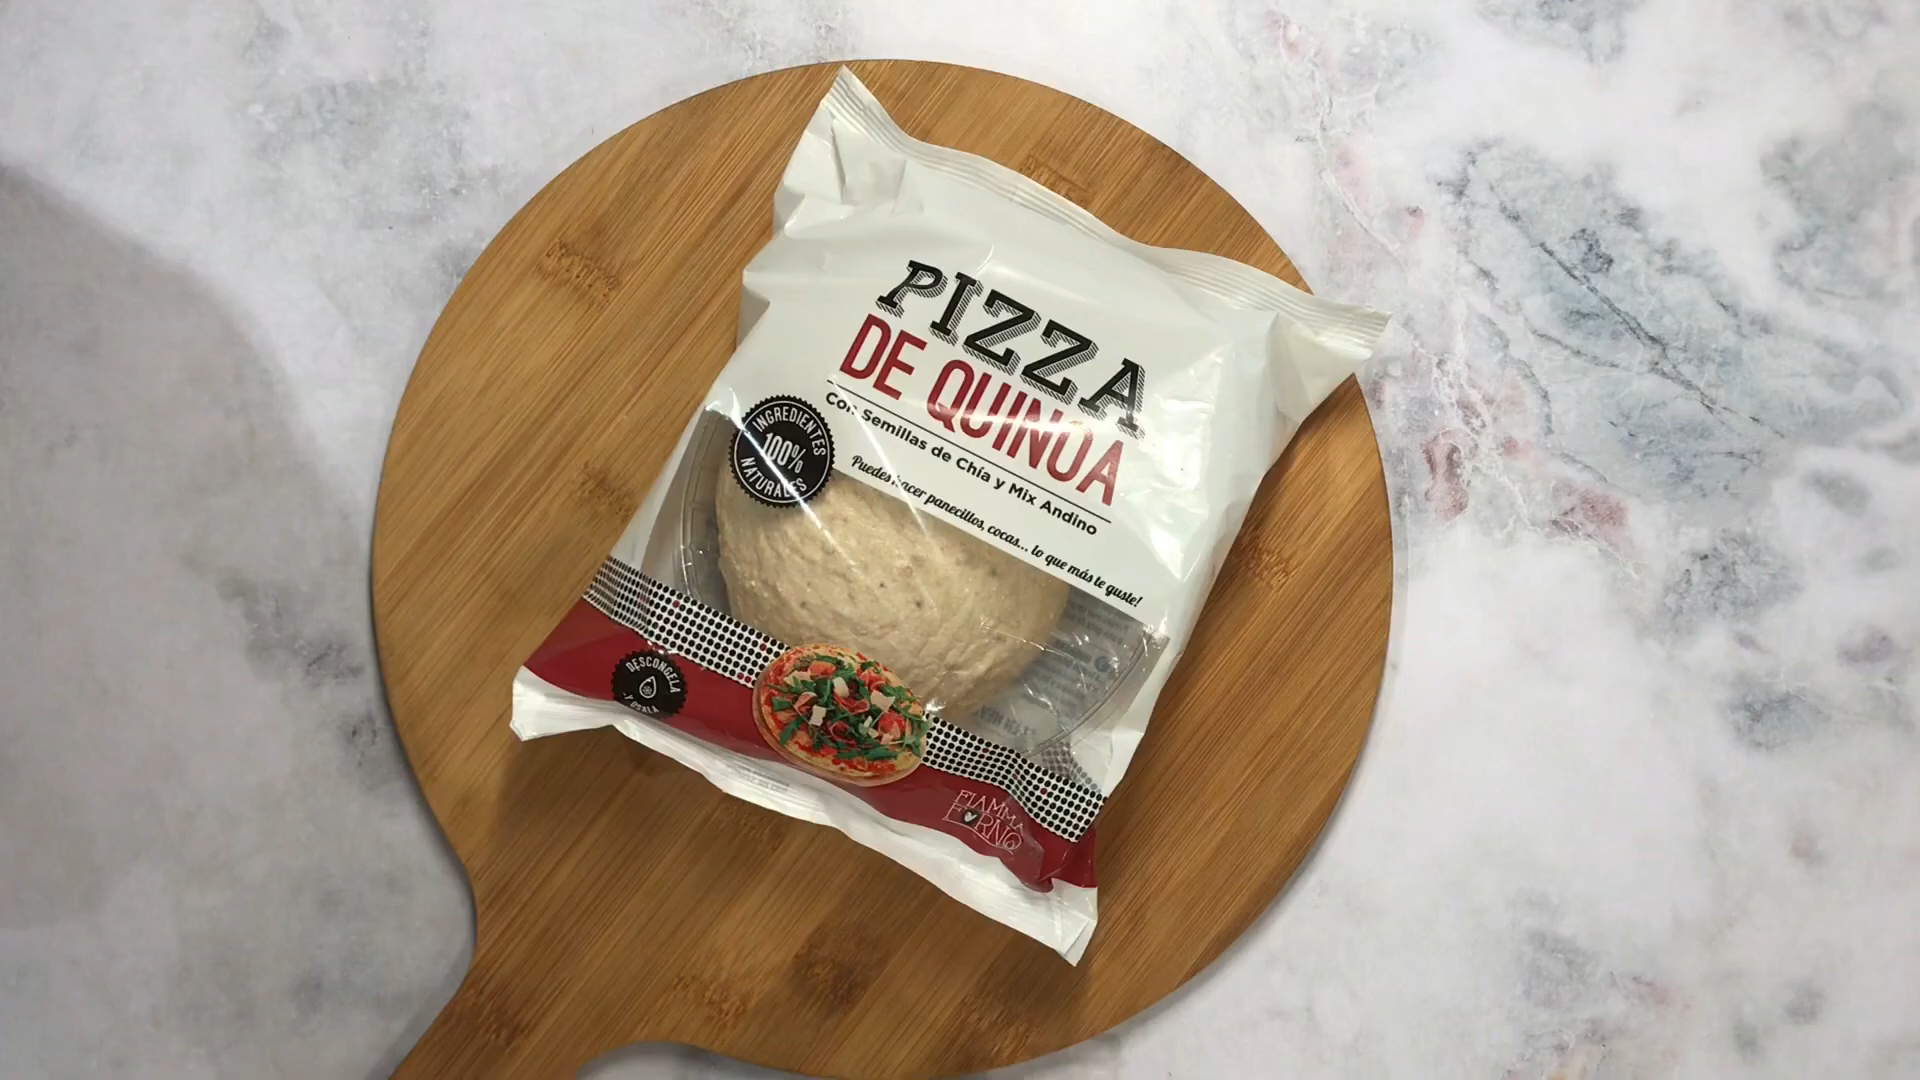 PIZZA
DE QUINOA
Con Semillas de Chía y Mix Andino
Puedes hacer panecillos, cocas... lo que más te guste!
INGREDIENTES
100%
NATURALES
DESCONGELA
Y ÚSALA
FIAMMA
FORNO